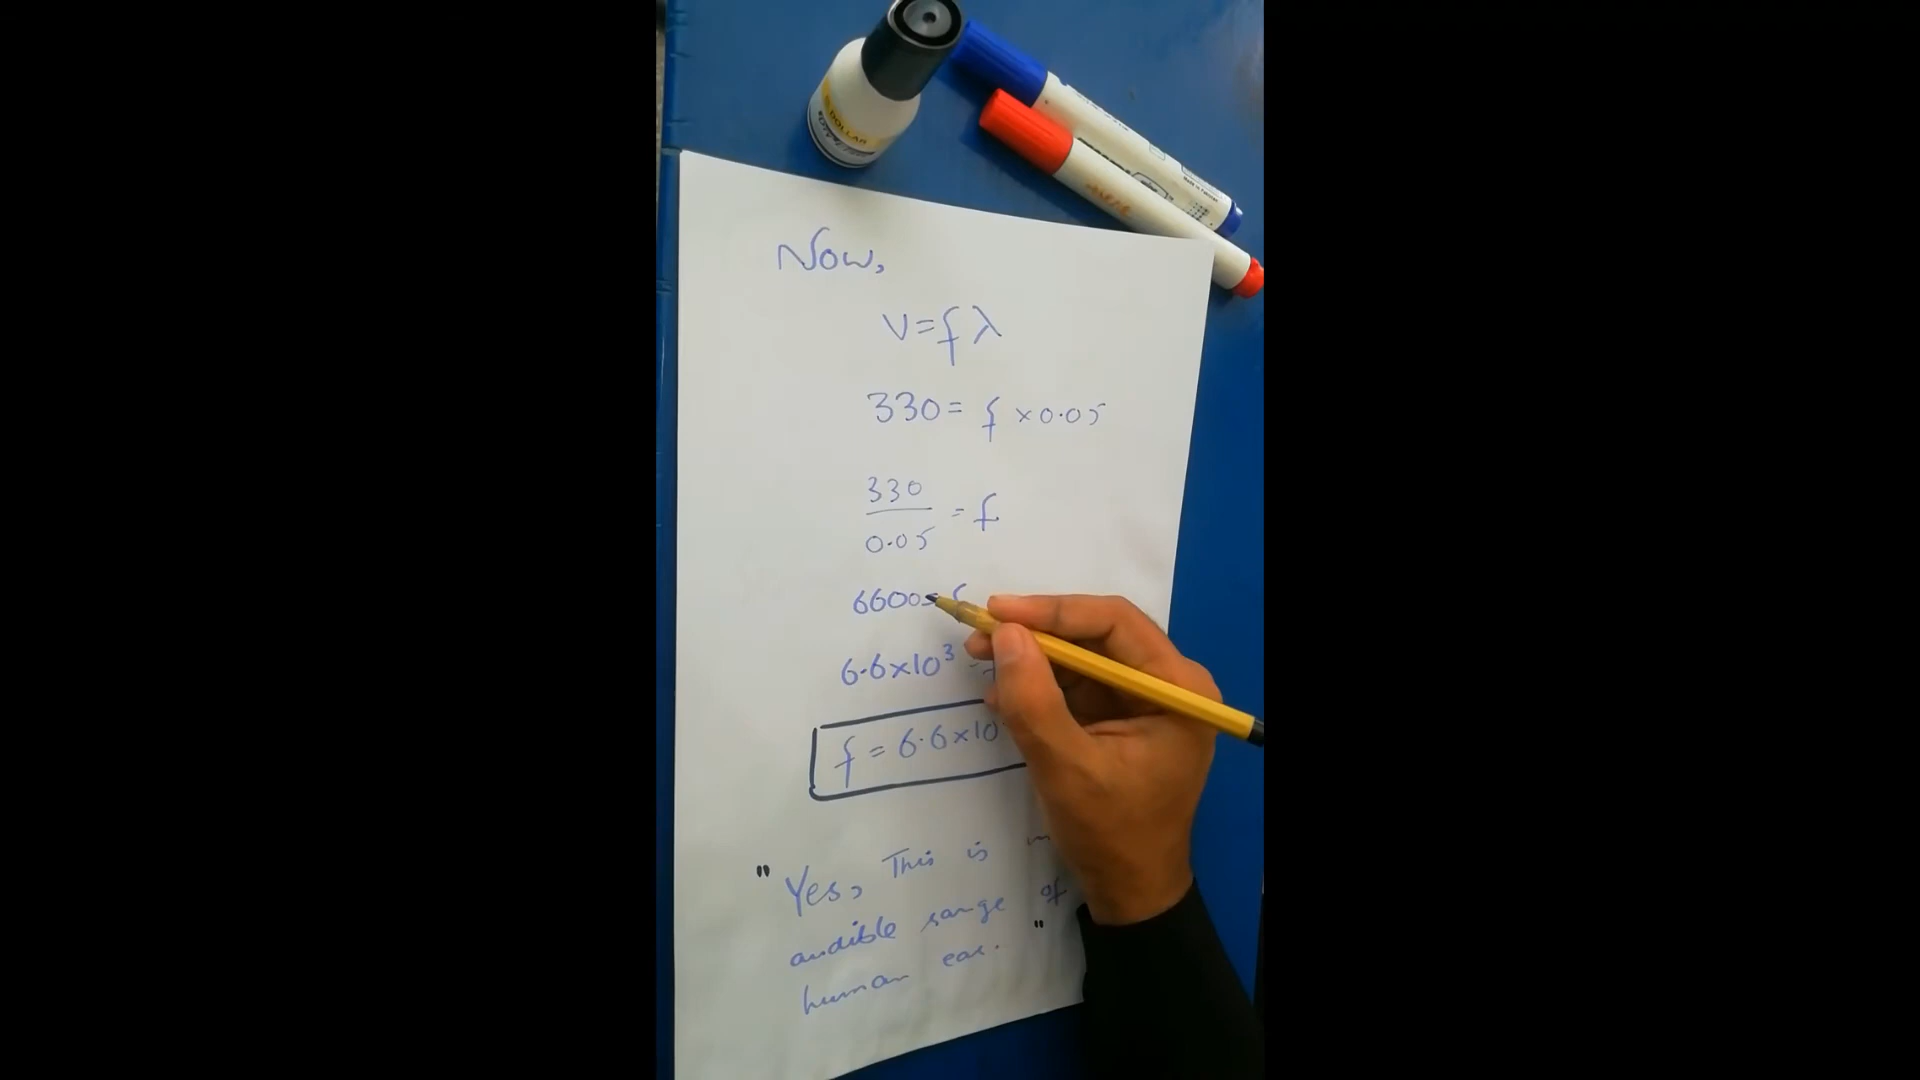 DOLLAR
Now,
v = f λ
330 = f × 0.05
330
0.05
= f
6600 = f
6.6×10³ =
f = 6.6×10
" Yes, This is
audible range of
human ear. "